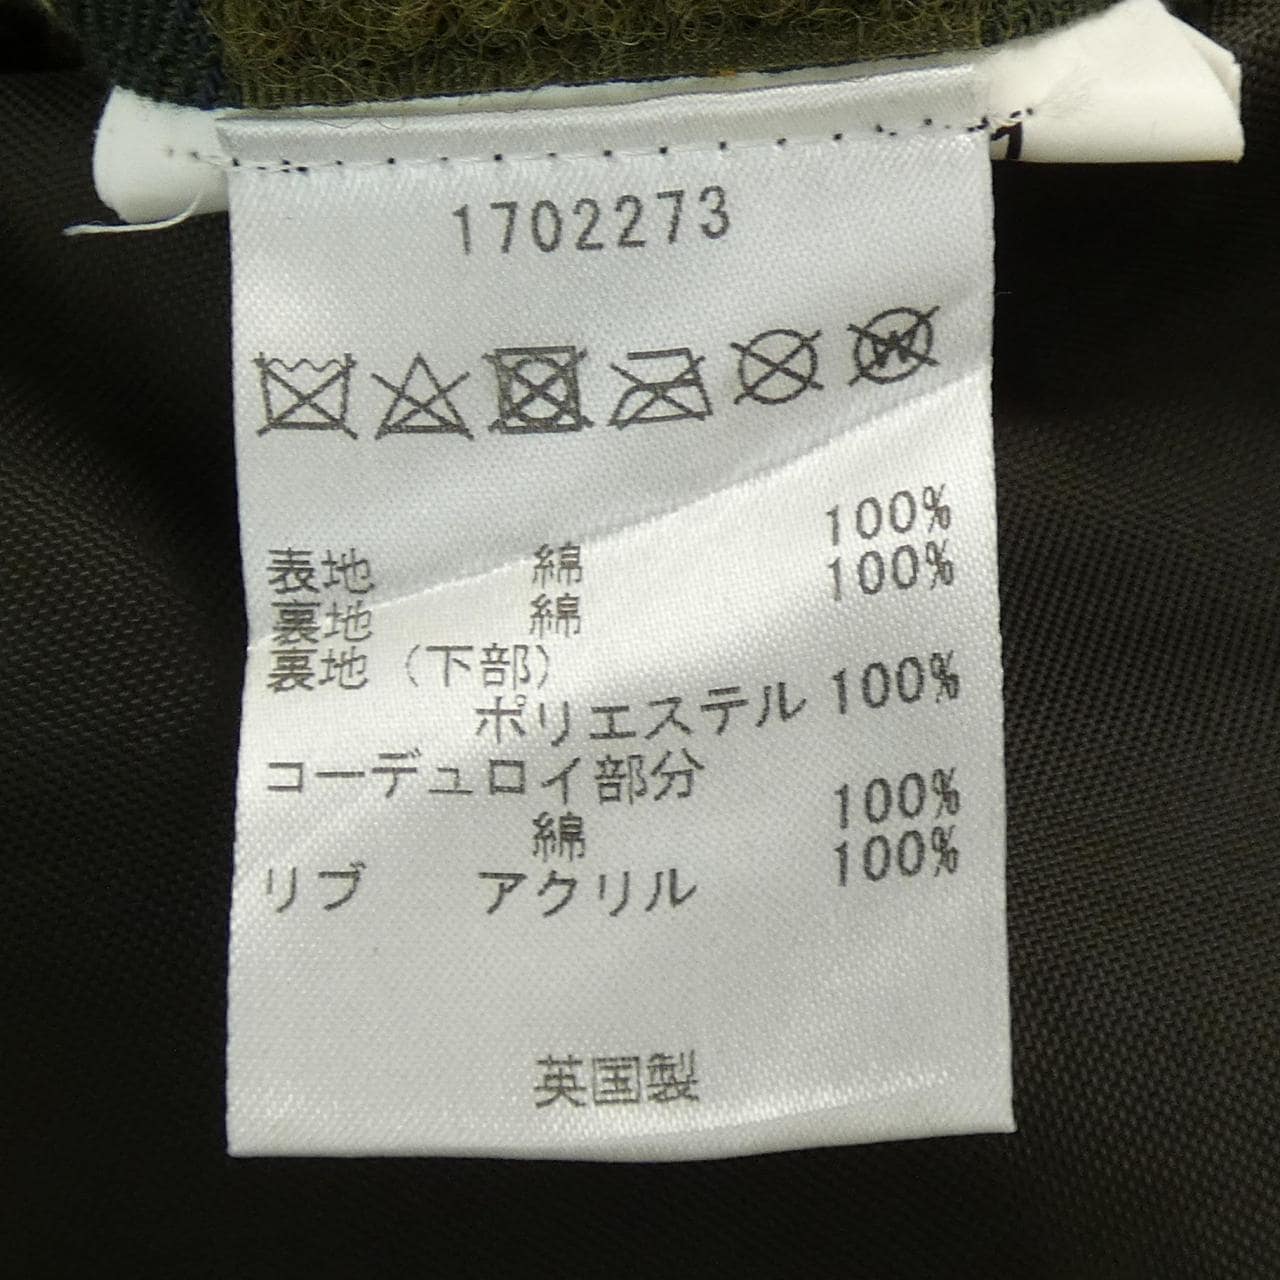 1702273
表地 綿 100%
裏地 綿 100%
裏地 (下部)
ポリエステル 100%
コーデュロイ部分
綿 100%
リブ アクリル 100%
英国製